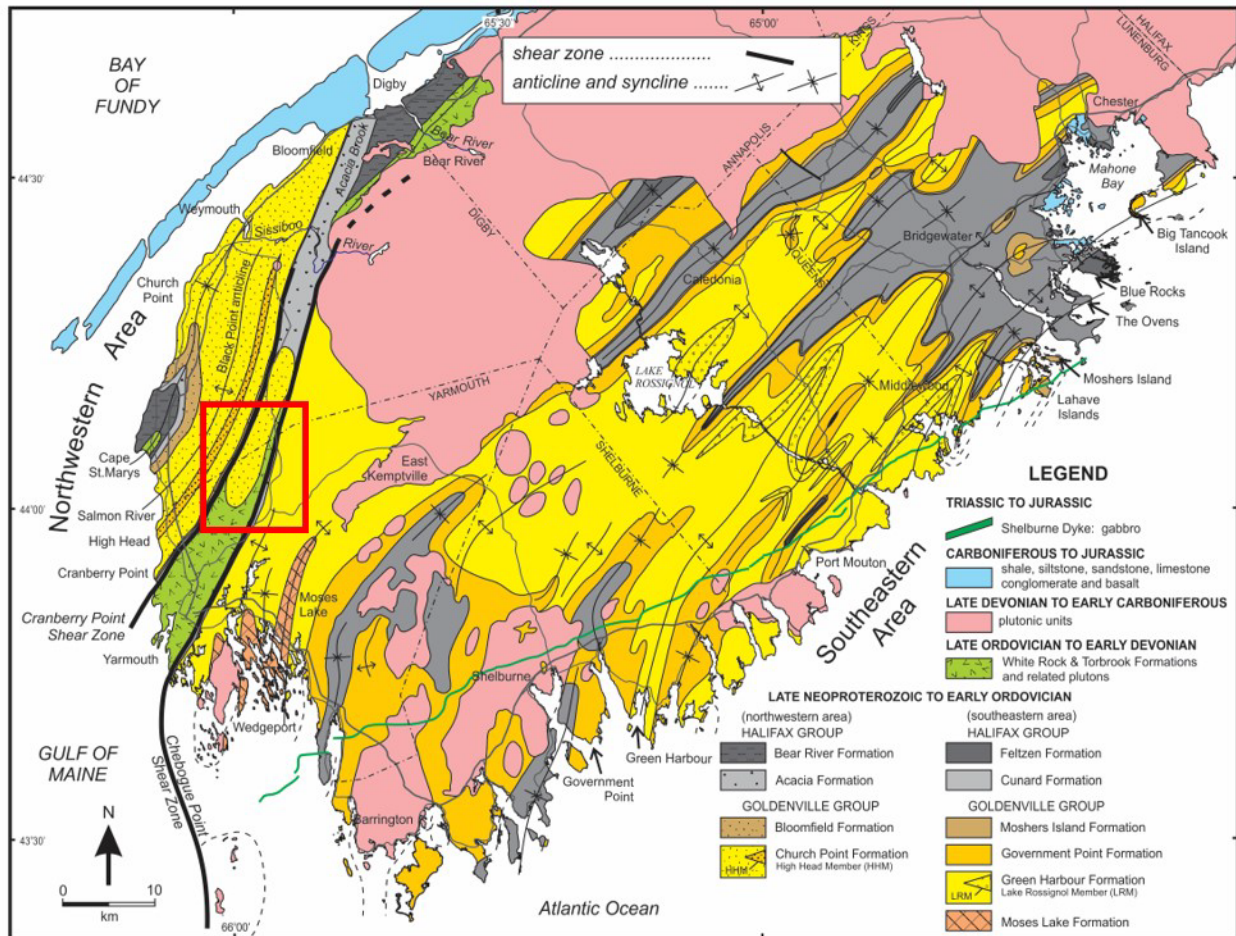 65'30'
65'00'
BAY
OF
FUNDY
shear zone
anticline and syncline
KINGS
HALIFAX
LUNENBURG
Digby
Chester
Bear River
Bear River
ANNAPOLIS
Acacia Brook
Bloomfield
Mahone
Bay
44'30'
Weymouth
Sissiboo
River
DIGBY
Bridgewater
Big Tancook
Island
QUEENS
Church
Point
Black Point anticline
Caledonia
Blue Rocks
The Ovens
Northwestern Area
LAKE
ROSSIGNOL
YARMOUTH
Middlewood
Moshers Island
Lahave
Islands
Cape
St.Marys
SHELBURNE
East
Kemptville
Salmon River
44'00'
High Head
Cranberry Point
Port Mouton
Southeastern
Area
Moses
Lake
Cranberry Point
Shear Zone
Yarmouth
Shelburne
Wedgeport
GULF OF
MAINE
Green Harbour
Government
Point
Chebogue Point
Shear Zone
Barrington
43'30'
N
0 10
km
66'00'
Atlantic Ocean
LEGEND
TRIASSIC TO JURASSIC
Shelburne Dyke: gabbro
CARBONIFEROUS TO JURASSIC
shale, siltstone, sandstone, limestone
conglomerate and basalt
LATE DEVONIAN TO EARLY CARBONIFEROUS
plutonic units
LATE ORDOVICIAN TO EARLY DEVONIAN
White Rock & Torbrook Formations
and related plutons
LATE NEOPROTEROZOIC TO EARLY ORDOVICIAN
(northwestern area)
HALIFAX GROUP
Bear River Formation
Acacia Formation
GOLDENVILLE GROUP
Bloomfield Formation
Church Point Formation
High Head Member (HHM)
HHM
(southeastern area)
HALIFAX GROUP
Feltzen Formation
Cunard Formation
GOLDENVILLE GROUP
Moshers Island Formation
Government Point Formation
Green Harbour Formation
Lake Rossignol Member (LRM)
LRM
Moses Lake Formation